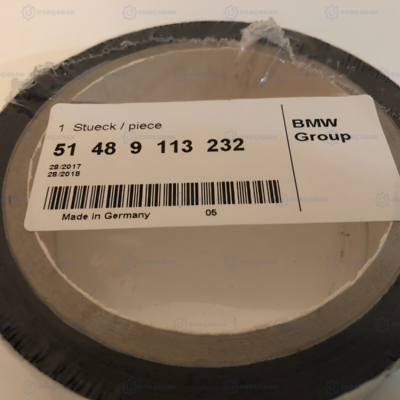 1 Stueck / piece
51 48 9 113 232
28/2017
28/2018
Made in Germany 05
BMW
Group